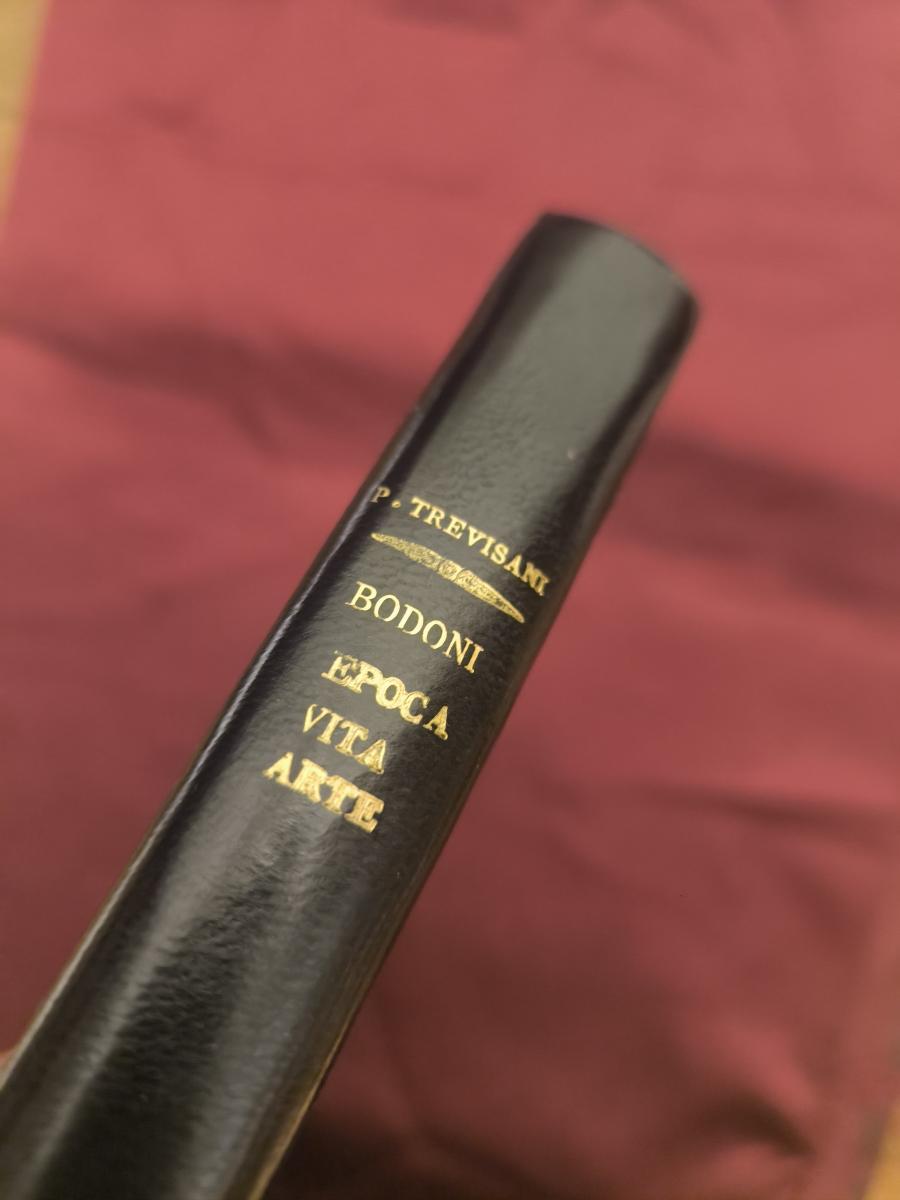 P. TREVISANI
BODONI
EPOCA
VITA
ARTE